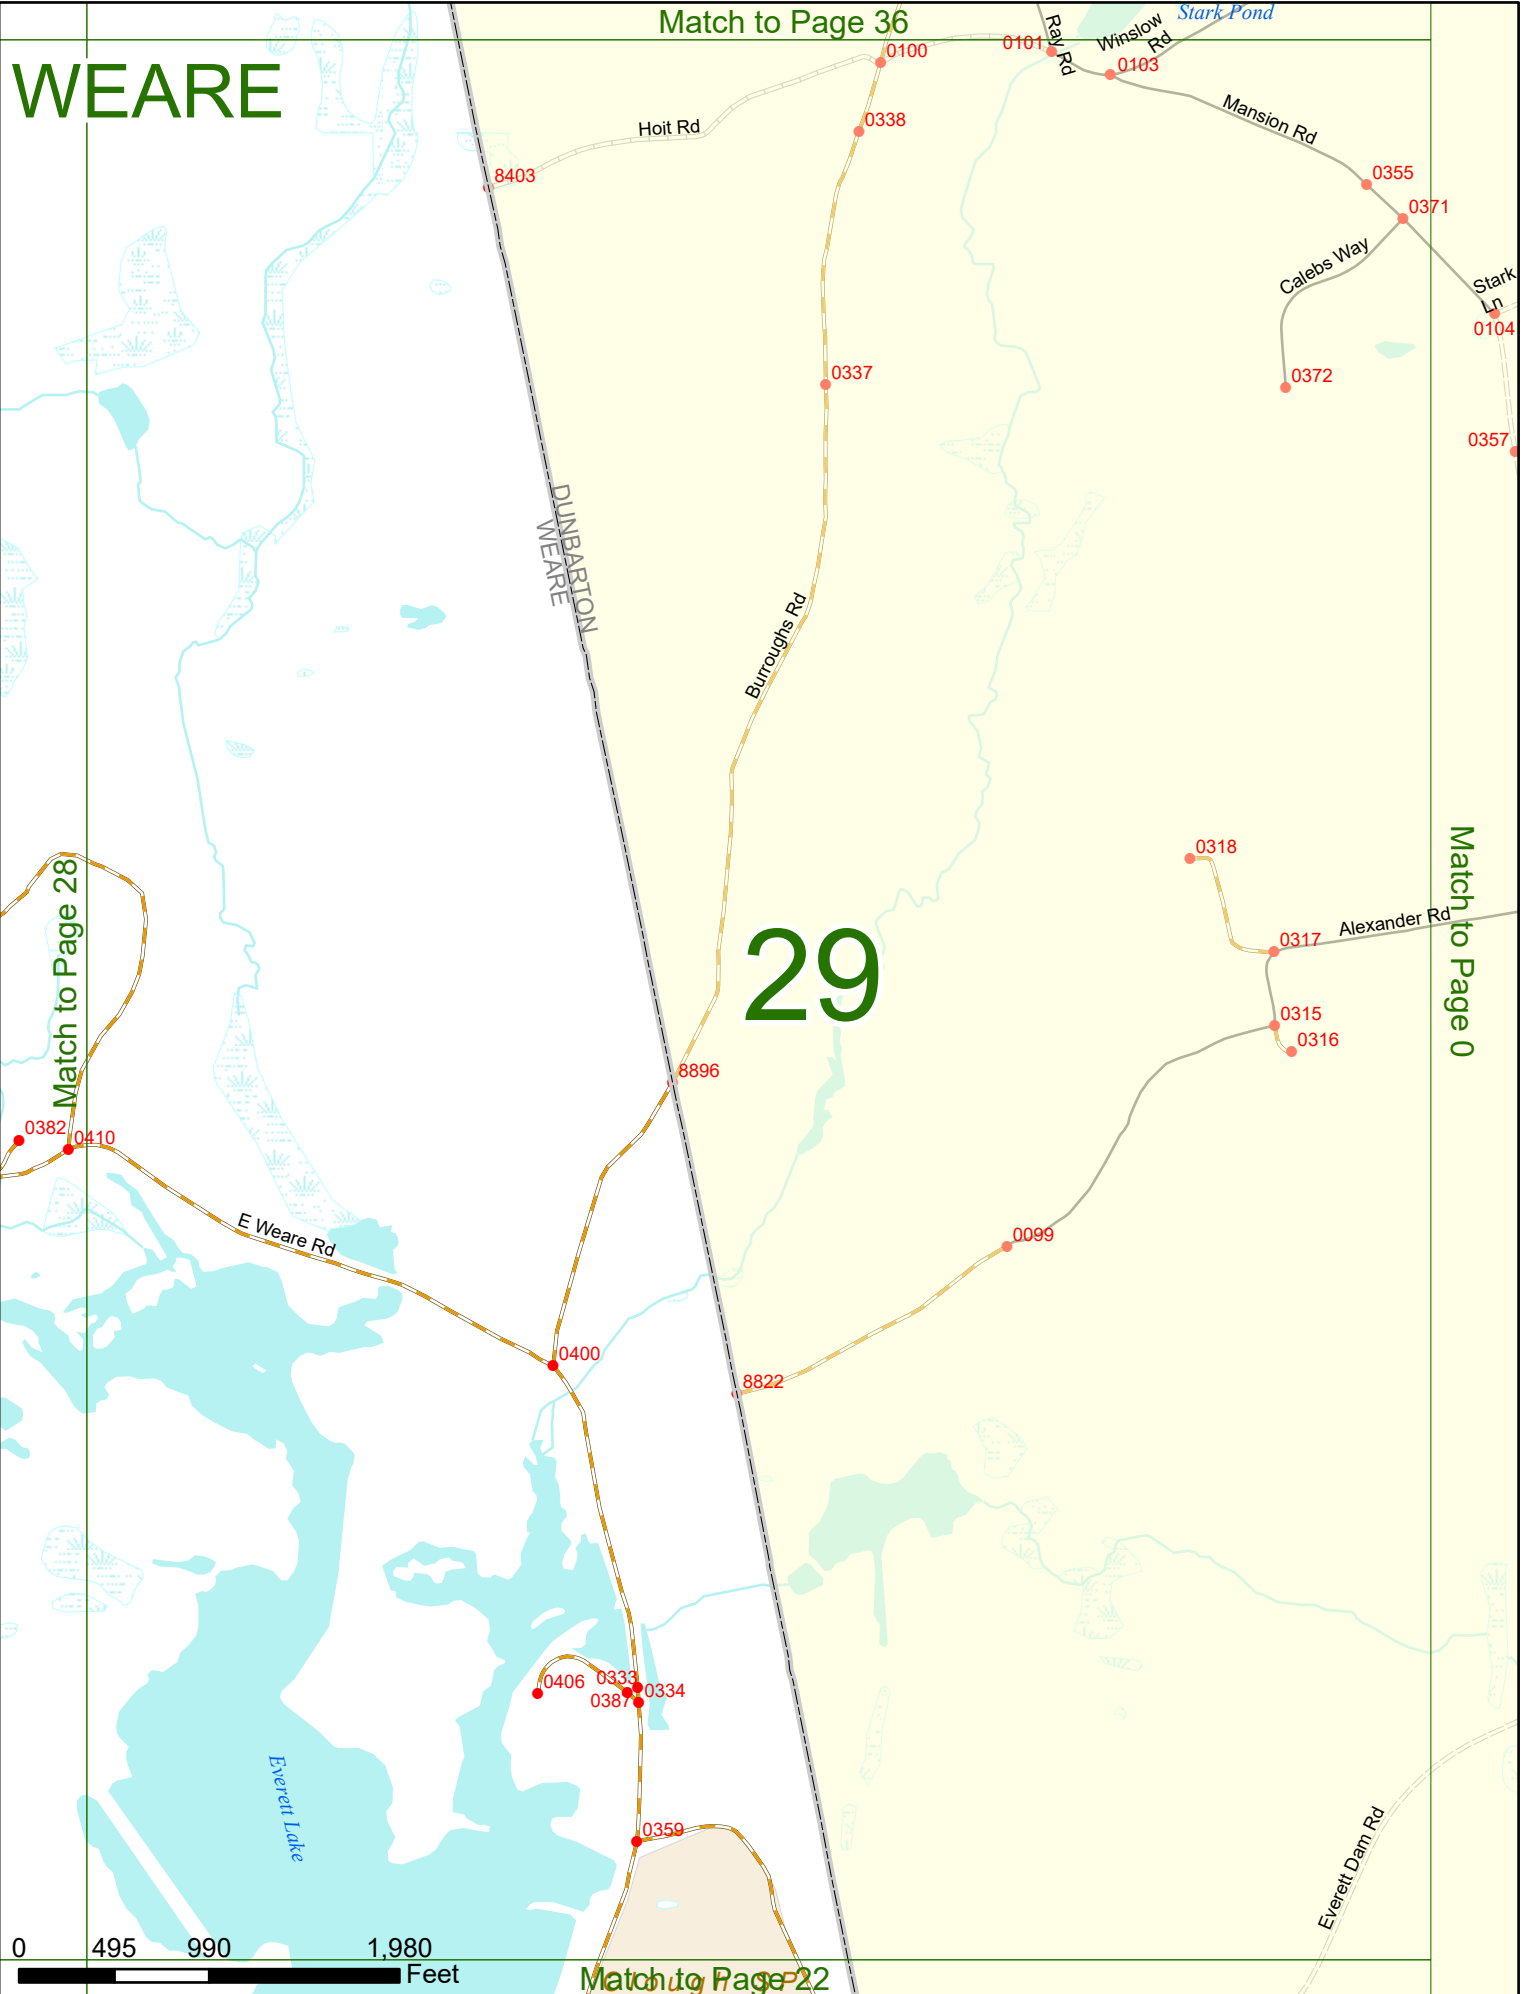 Match to Page 36
Stark Pond
WEARE
0100
0101
Ray Rd
Winslow
Rd
0103
0338
Hoit Rd
Mansion Rd
8403
0355
0371
Calebs Way
Stark
Ln
0104
0337
0372
0357
DUNBARTON
WEARE
Burroughs Rd
0318
Match to Page 28
Match to Page 0
29
Alexander Rd
0317
0315
0316
8896
0382
0410
E Weare Rd
0099
0400
8822
0406
0333
0334
0387
Everett Lake
0359
Everett Dam Rd
0 495 990 1,980
Feet
Clough SP
Match to Page 22